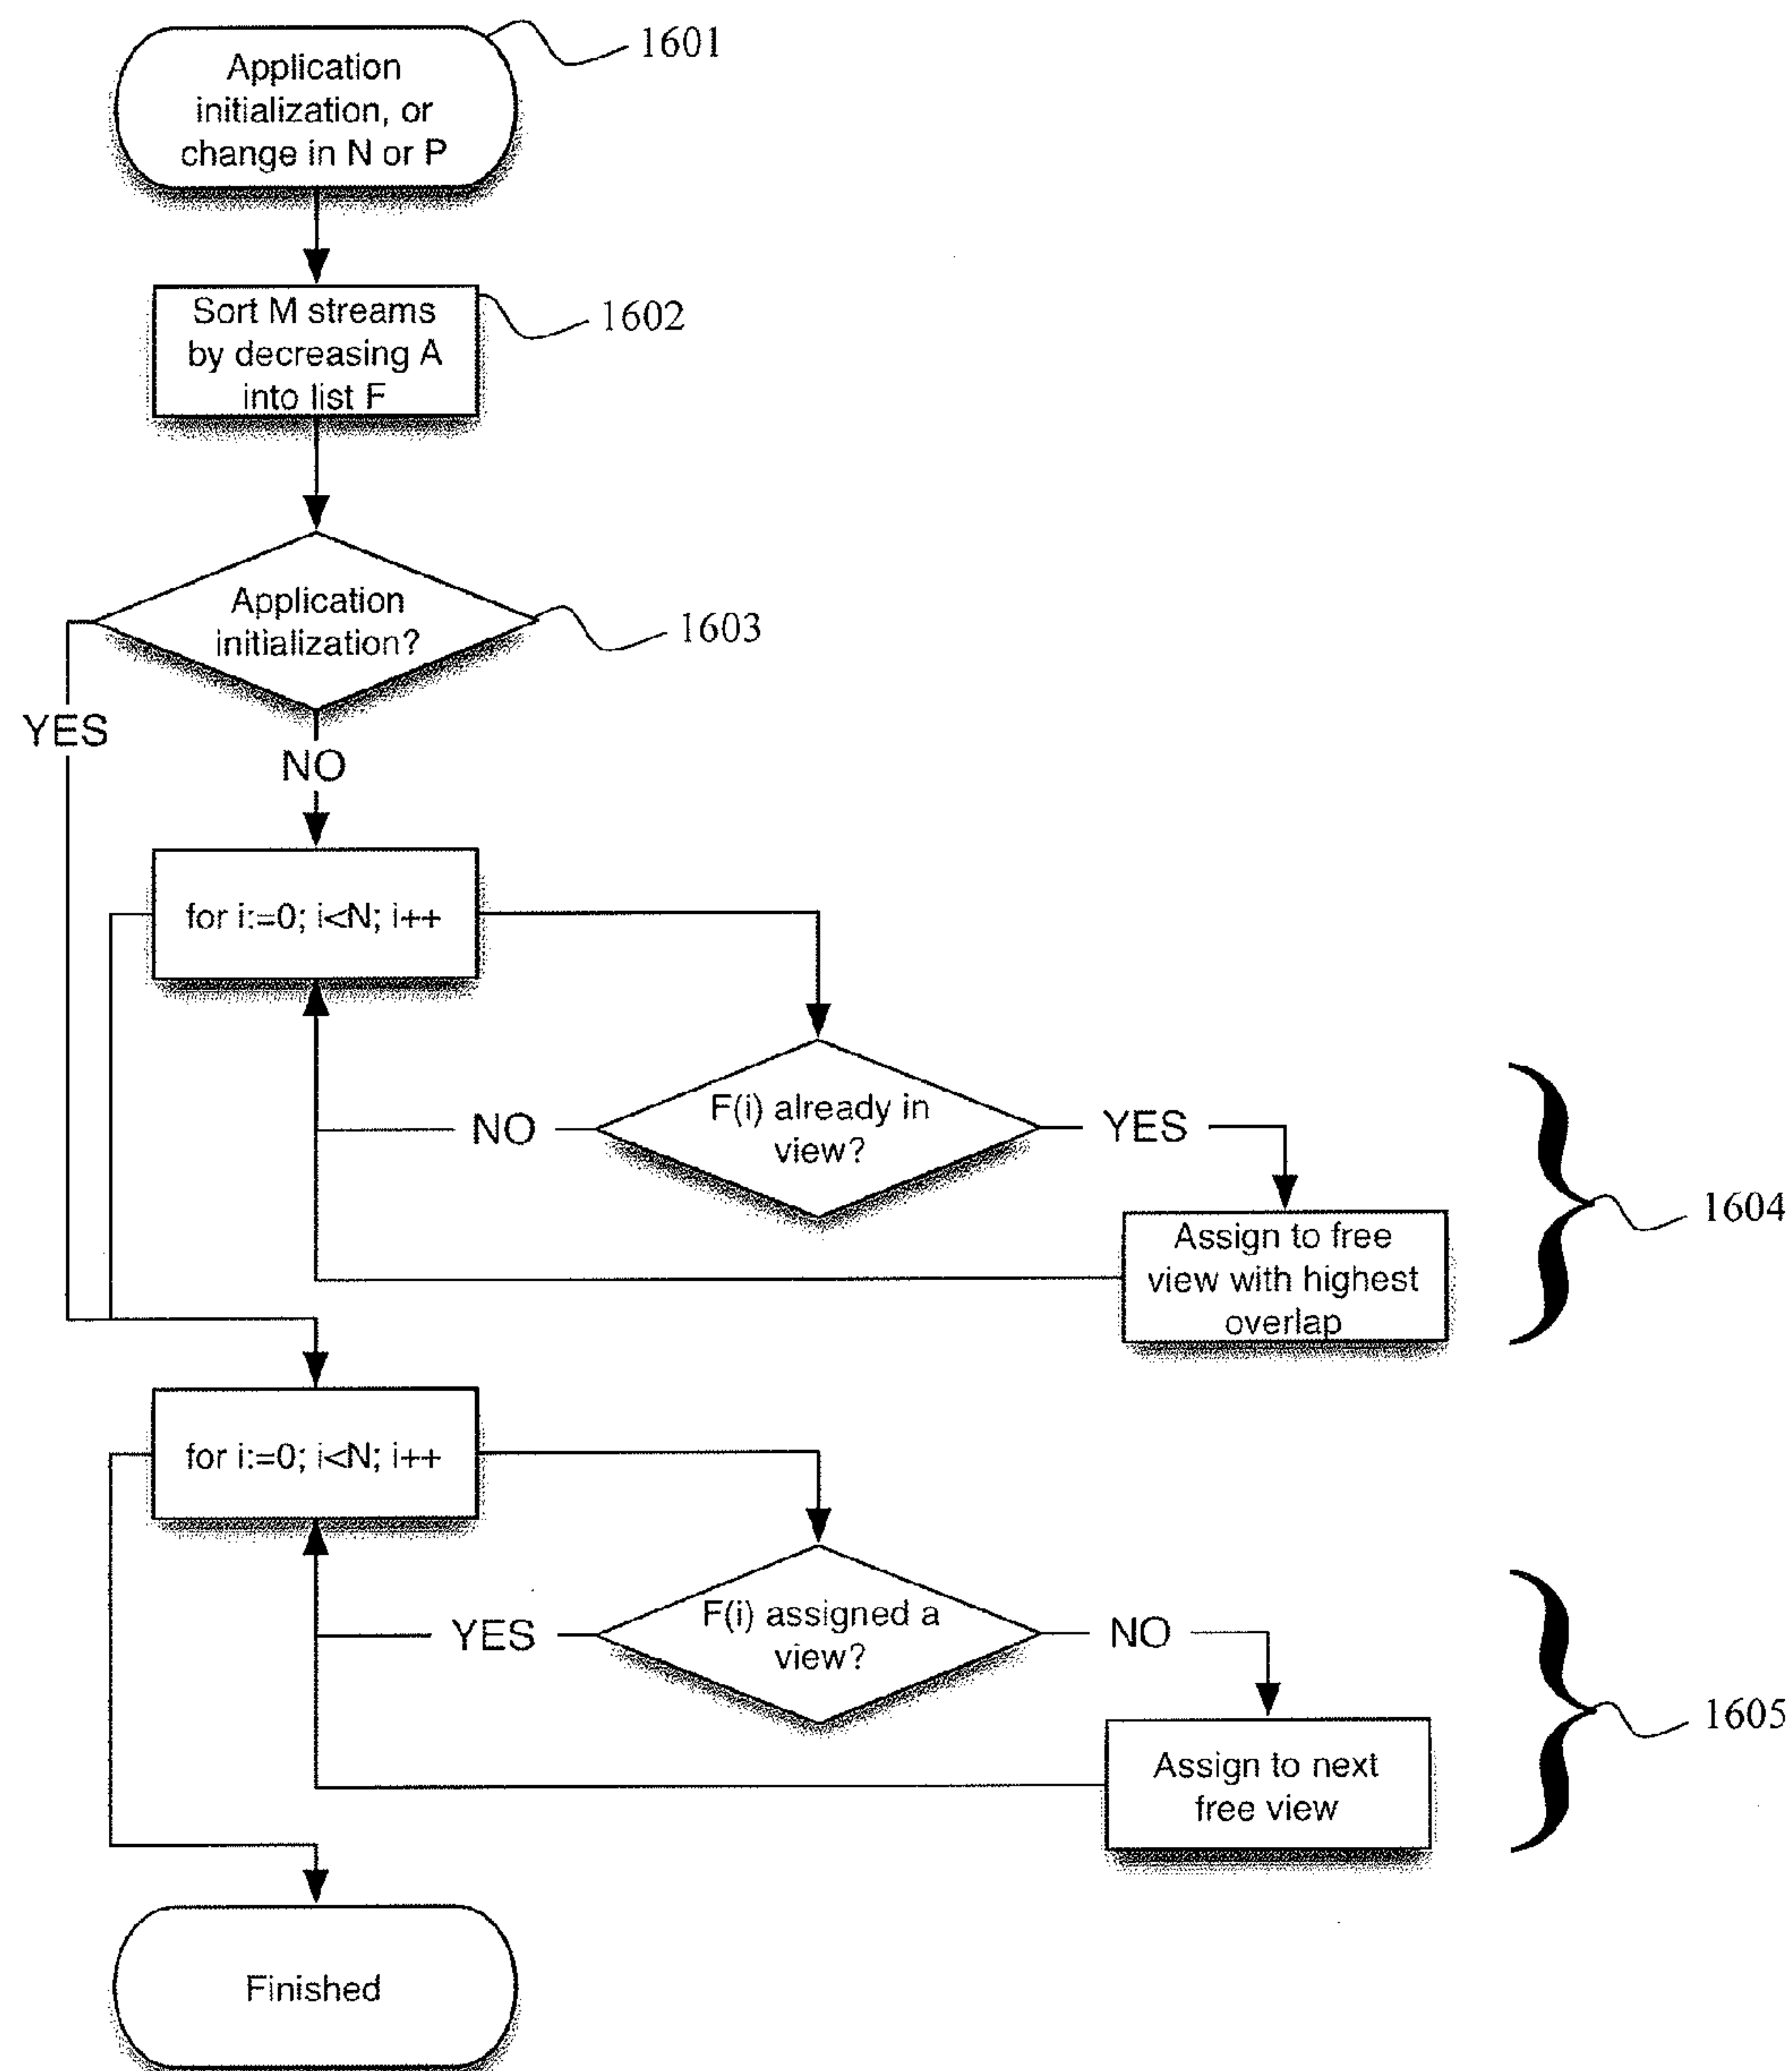 Application
initialization, or
change in N or P
1601
Sort M streams
by decreasing A
into list F
1602
Application
initialization?
1603
YES
NO
for i:=0; i<N; i++
F(i) already in
view?
NO
YES
Assign to free
view with highest
overlap
1604
for i:=0; i<N; i++
F(i) assigned a
view?
YES
NO
Assign to next
free view
1605
Finished